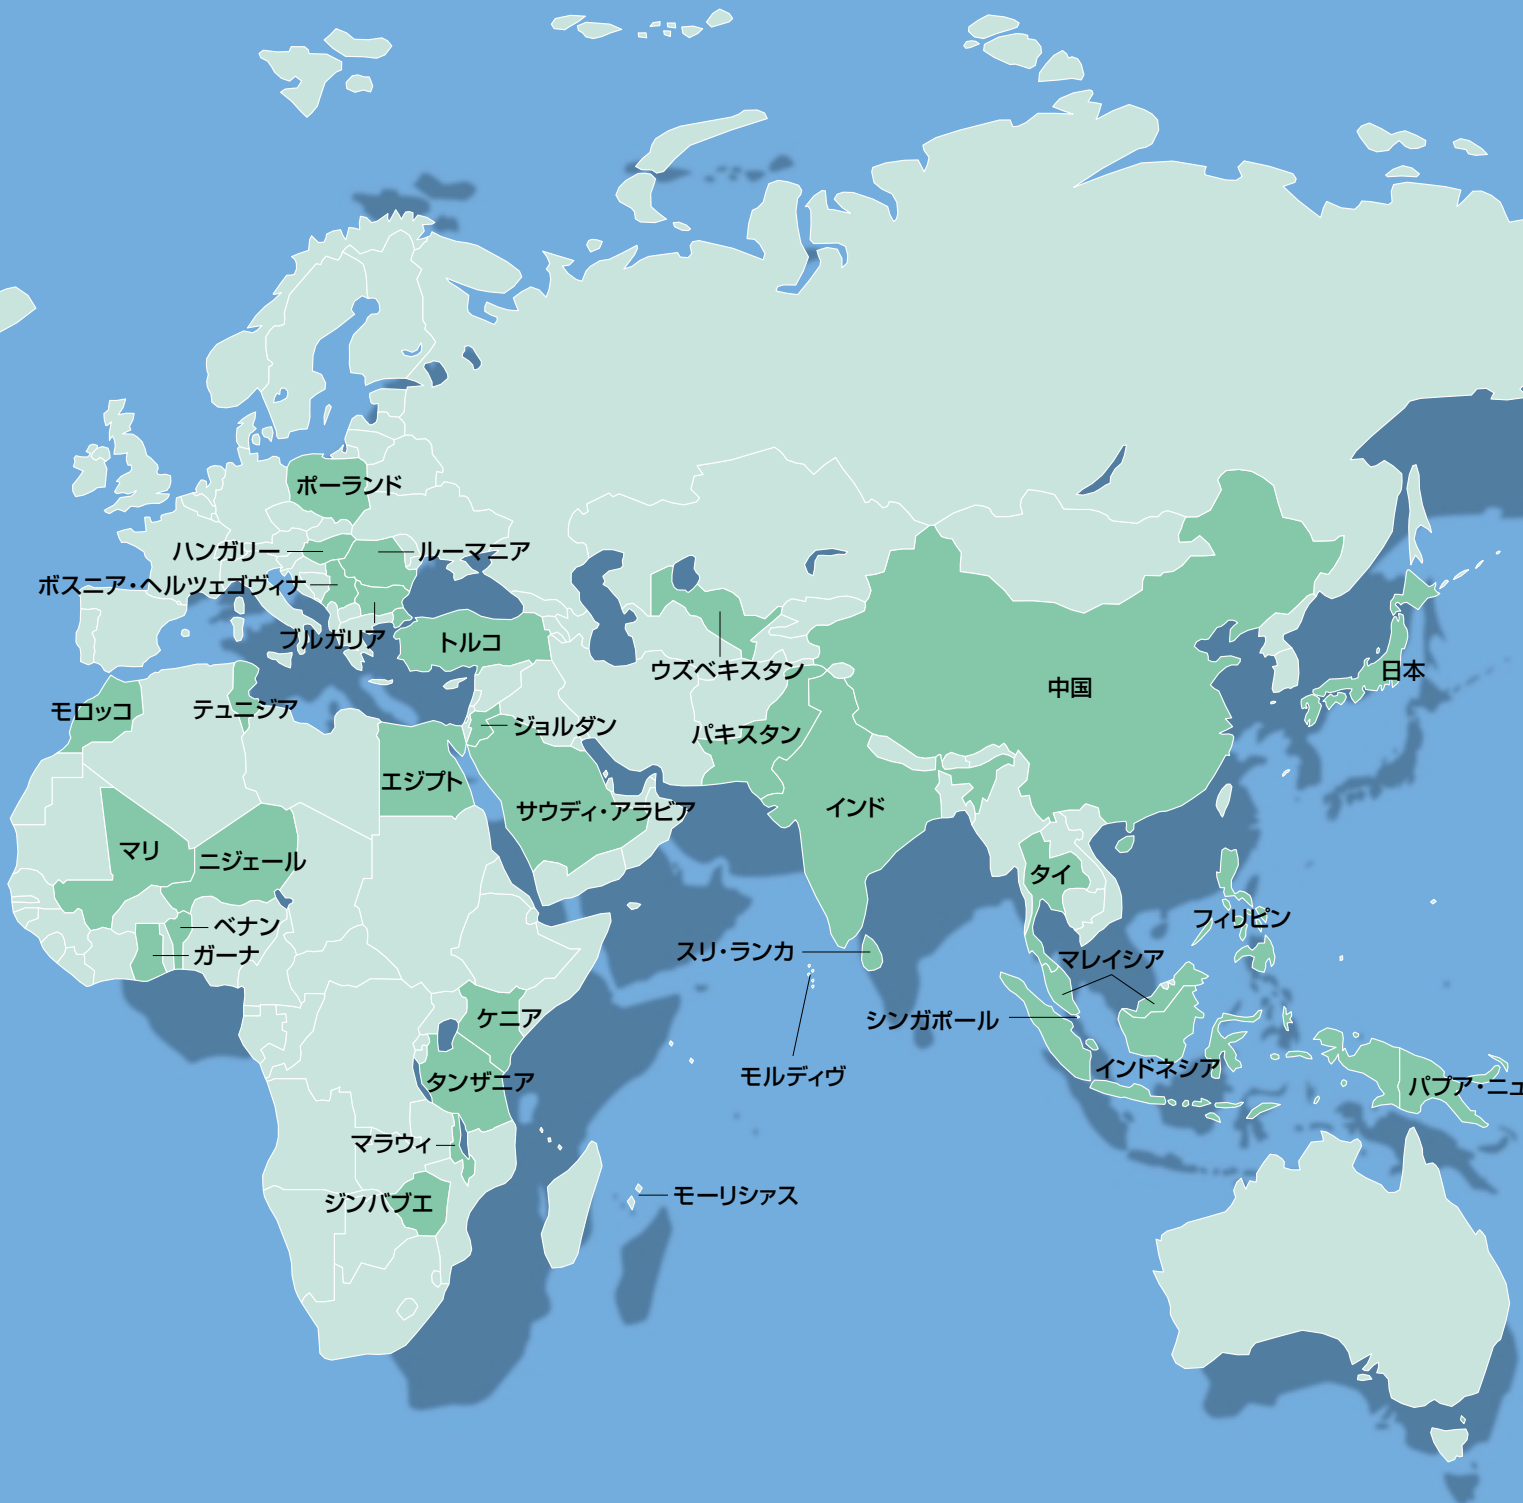 ポーランド
ハンガリー
ルーマニア
ボスニア・ヘルツェゴヴィナ
ブルガリア
トルコ
ウズベキスタン
中国
日本
モロッコ
テュニジア
ジョルダン
パキスタン
エジプト
サウディ・アラビア
インド
マリ
ニジェール
タイ
ベナン
ガーナ
フィリピン
スリ・ランカ
マレイシア
ケニア
シンガポール
タンザニア
モルディヴ
インドネシア
パプア・ニュ
マラウィ
ジンバブエ
モーリシァス